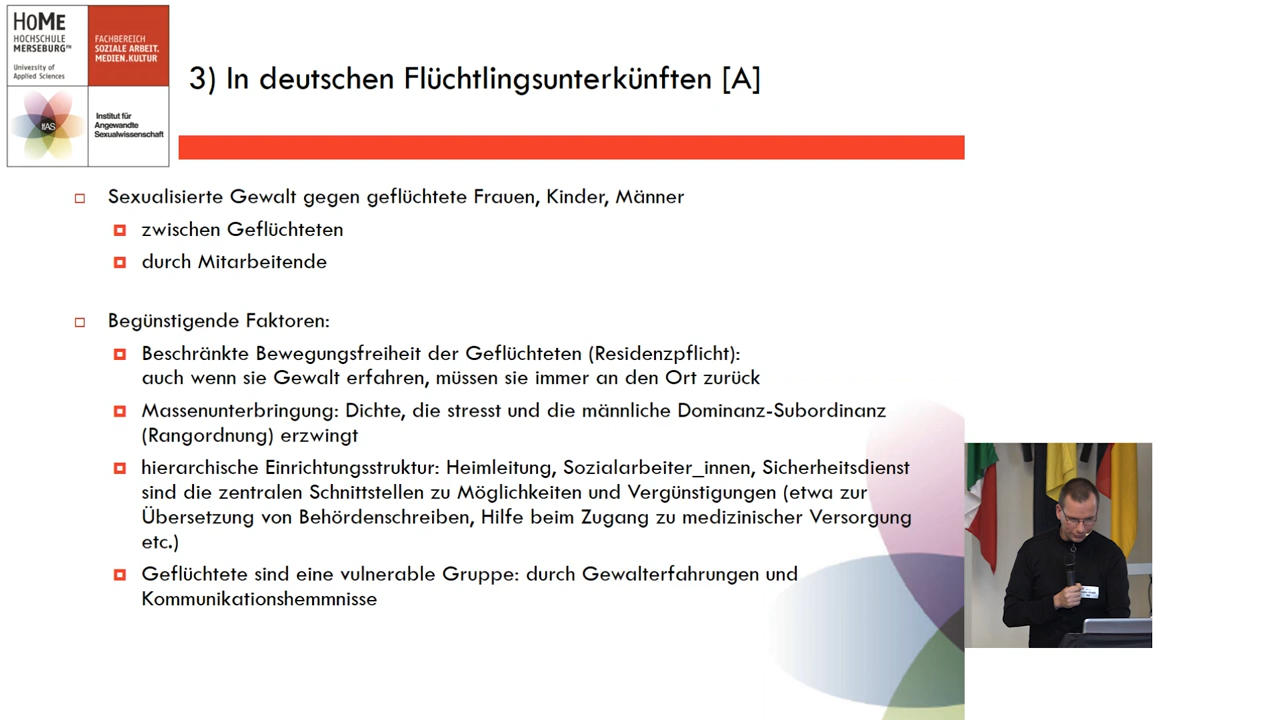 HoMe
HOCHSCHULE
MERSEBURG
University of
Applied Sciences
FACHBEREICH
SOZIALE ARBEIT.
MEDIEN.KULTUR
IfAS
Institut für
Angewandte
Sexualwissenschaft
3) In deutschen Flüchtlingsunterkünften [A]
Sexualisierte Gewalt gegen geflüchtete Frauen, Kinder, Männer
zwischen Geflüchteten
durch Mitarbeitende
Begünstigende Faktoren:
Beschränkte Bewegungsfreiheit der Geflüchteten (Residenzpflicht):
auch wenn sie Gewalt erfahren, müssen sie immer an den Ort zurück
Massenunterbringung: Dichte, die stresst und die männliche Dominanz-Subordinanz
(Rangordnung) erzwingt
hierarchische Einrichtungsstruktur: Heimleitung, Sozialarbeiter_innen, Sicherheitsdienst
sind die zentralen Schnittstellen zu Möglichkeiten und Vergünstigungen (etwa zur
Übersetzung von Behördenschreiben, Hilfe beim Zugang zu medizinischer Versorgung
etc.)
Geflüchtete sind eine vulnerable Gruppe: durch Gewalterfahrungen und
Kommunikationshemmnisse